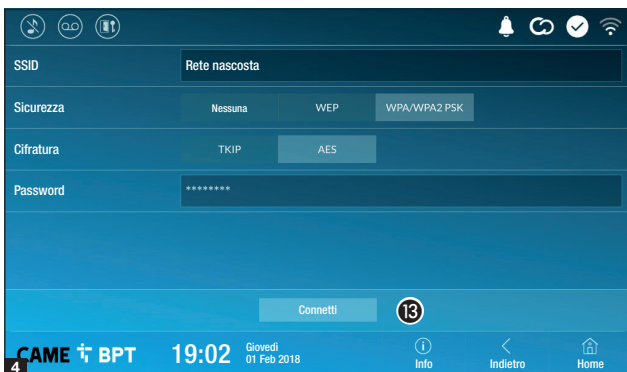 SSID Rete nascosta
Sicurezza Nessuna WEP WPA/WPA2 PSK
Cifratura TKIP AES
Password ********
Connetti 13
CAME BPT 19:02 Giovedì
01 Feb 2018
Info Indietro Home
4